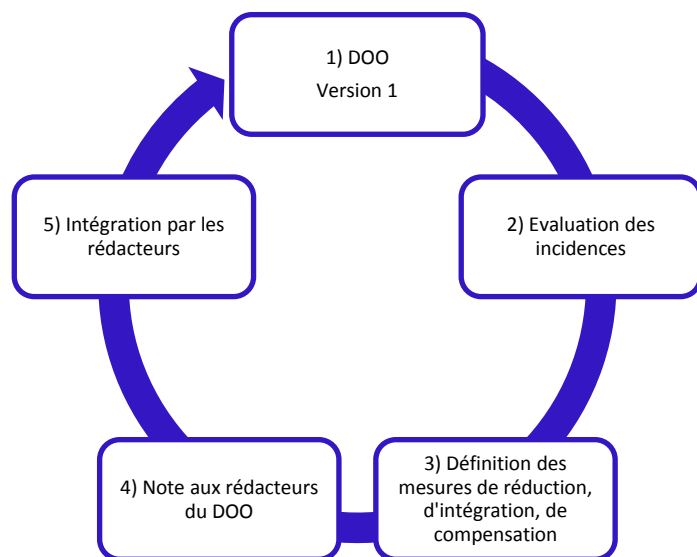 1) DOO
Version 1
2) Evaluation des
incidences
3) Définition des
mesures de réduction,
d'intégration, de
compensation
4) Note aux rédacteurs
du DOO
5) Intégration par les
rédacteurs